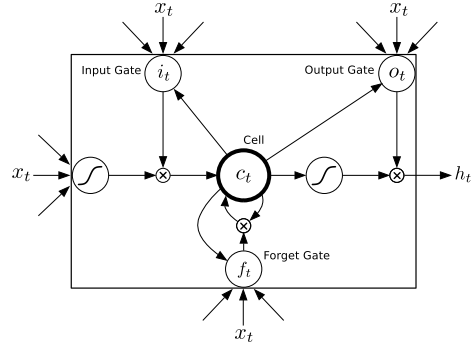 x_t
x_t
Input Gate
i_t
Output Gate
o_t
Cell
x_t
c_t
h_t
Forget Gate
f_t
x_t